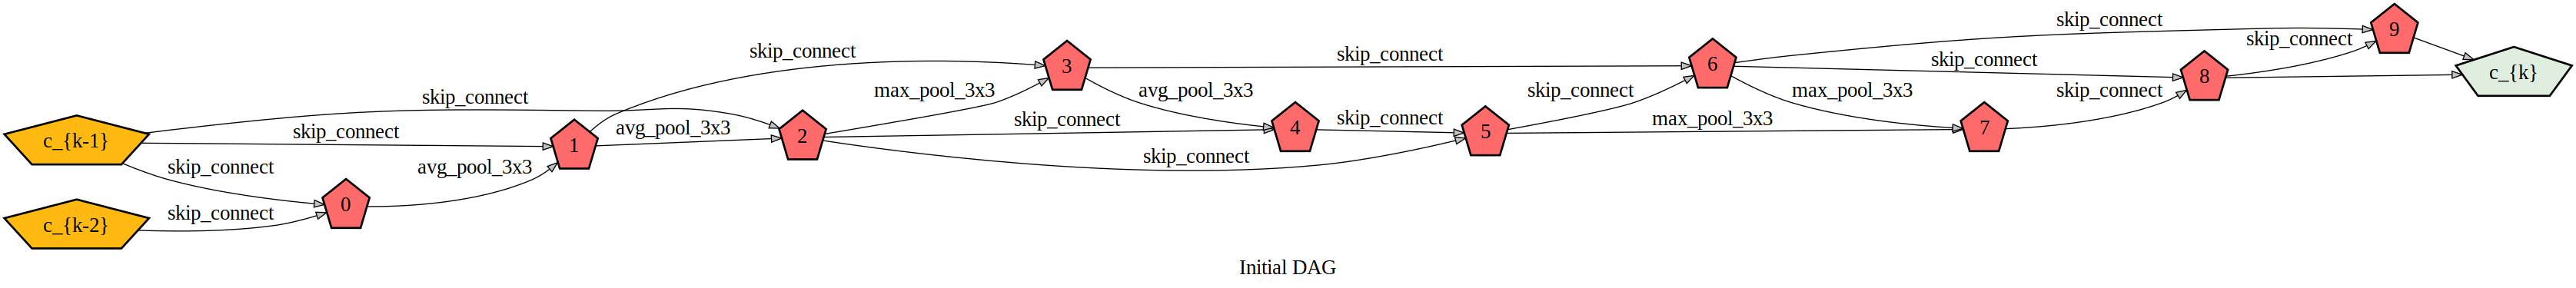 c_{k-1}
c_{k-2}
skip_connect
skip_connect
skip_connect
skip_connect
0
avg_pool_3x3
1
skip_connect
avg_pool_3x3
2
max_pool_3x3
skip_connect
skip_connect
3
skip_connect
avg_pool_3x3
4
skip_connect
5
skip_connect
max_pool_3x3
6
skip_connect
skip_connect
max_pool_3x3
7
skip_connect
8
skip_connect
9
c_{k}
Initial DAG